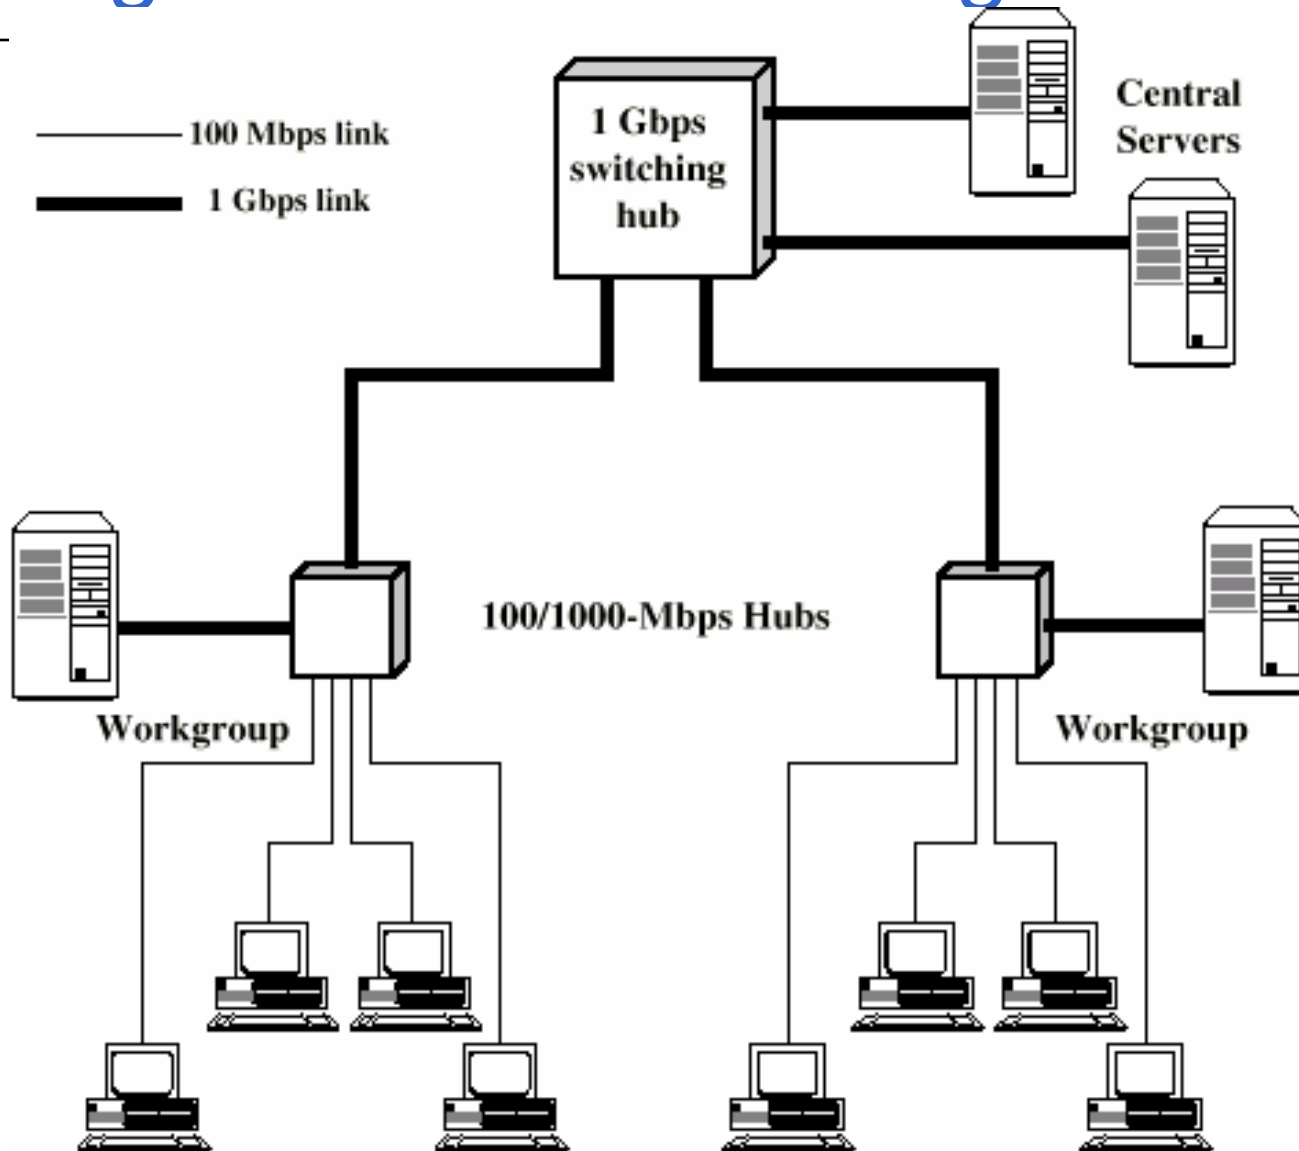 1 Gbps
switching
hub
Central
Servers
100 Mbps link
1 Gbps link
100/1000-Mbps Hubs
Workgroup
Workgroup